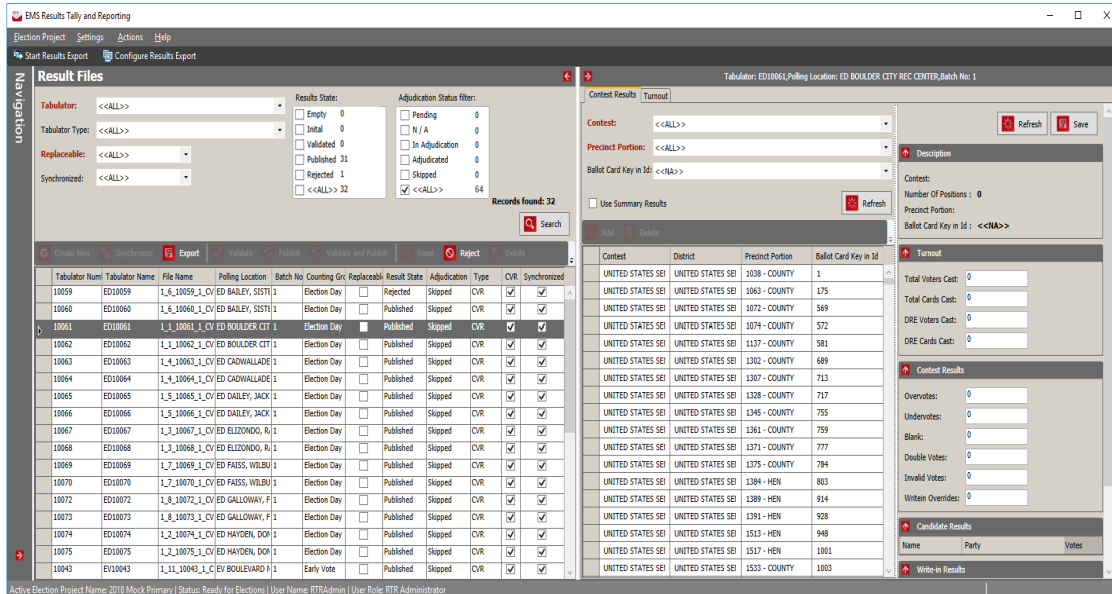 EMS Results Tally and Reporting
Election Project Settings Actions Help
Start Results Export Configure Results Export
Navigation
Result Files
Tabulator: <<ALL>>
Tabulator Type: <<ALL>>
Replaceable: <<ALL>>
Synchronized: <<ALL>>
Results State:
Empty 0
Inital 0
Validated 0
Published 31
Rejected 1
<<ALL>> 32
Adjudication Status filter:
Pending 0
N / A 0
In Adjudication 0
Adjudicated 0
Skipped 0
<<ALL>> 64
Records found: 32
Search
Create New Synchronize Export Validate Publish Validate and Publish Reset Reject Delete
Tabulator Num Tabulator Name File Name Polling Location Batch No Counting Gro Replaceabl Result State Adjudication Type CVR Synchronized
10059 ED10059 1_6_10059_1_CV ED BAILEY, SISTE 1 Election Day Rejected Skipped CVR
10060 ED10060 1_6_10060_1_CV ED BAILEY, SISTE 1 Election Day Published Skipped CVR
10061 ED10061 1_1_10061_1_CV ED BOULDER CIT 1 Election Day Published Skipped CVR
10062 ED10062 1_1_10062_1_CV ED BOULDER CIT 1 Election Day Published Skipped CVR
10063 ED10063 1_4_10063_1_CV ED CADWALLADE 1 Election Day Published Skipped CVR
10064 ED10064 1_4_10064_1_CV ED CADWALLADE 1 Election Day Published Skipped CVR
10065 ED10065 1_5_10065_1_CV ED DAILEY, JACK 1 Election Day Published Skipped CVR
10066 ED10066 1_5_10066_1_CV ED DAILEY, JACK 1 Election Day Published Skipped CVR
10067 ED10067 1_3_10067_1_CV ED ELIZONDO, RA 1 Election Day Published Skipped CVR
10068 ED10068 1_3_10068_1_CV ED ELIZONDO, RA 1 Election Day Published Skipped CVR
10069 ED10069 1_7_10069_1_CV ED FAISS, WILBU 1 Election Day Published Skipped CVR
10070 ED10070 1_7_10070_1_CV ED FAISS, WILBU 1 Election Day Published Skipped CVR
10072 ED10072 1_8_10072_1_CV ED GALLOWAY, F 1 Election Day Published Skipped CVR
10073 ED10073 1_8_10073_1_CV ED GALLOWAY, F 1 Election Day Published Skipped CVR
10074 ED10074 1_2_10074_1_CV ED HAYDEN, DON 1 Election Day Published Skipped CVR
10075 ED10075 1_2_10075_1_CV ED HAYDEN, DON 1 Election Day Published Skipped CVR
10043 EV10043 1_11_10043_1_C EV BOULEVARD M 1 Early Vote Published Skipped CVR
Tabulator: ED10061,Polling Location: ED BOULDER CITY REC CENTER,Batch No: 1
Contest Results Turnout
Contest: <<ALL>>
Precinct Portion: <<ALL>>
Ballot Card Key in Id: <<NA>>
Use Summary Results Refresh
Add Delete
Contest District Precinct Portion Ballot Card Key in Id
UNITED STATES SEI UNITED STATES SEI 1038 - COUNTY 1
UNITED STATES SEI UNITED STATES SEI 1063 - COUNTY 175
UNITED STATES SEI UNITED STATES SEI 1072 - COUNTY 569
UNITED STATES SEI UNITED STATES SEI 1074 - COUNTY 572
UNITED STATES SEI UNITED STATES SEI 1137 - COUNTY 581
UNITED STATES SEI UNITED STATES SEI 1302 - COUNTY 689
UNITED STATES SEI UNITED STATES SEI 1307 - COUNTY 713
UNITED STATES SEI UNITED STATES SEI 1328 - COUNTY 717
UNITED STATES SEI UNITED STATES SEI 1345 - COUNTY 755
UNITED STATES SEI UNITED STATES SEI 1361 - COUNTY 759
UNITED STATES SEI UNITED STATES SEI 1371 - COUNTY 777
UNITED STATES SEI UNITED STATES SEI 1375 - COUNTY 784
UNITED STATES SEI UNITED STATES SEI 1384 - HEN 803
UNITED STATES SEI UNITED STATES SEI 1389 - HEN 914
UNITED STATES SEI UNITED STATES SEI 1391 - HEN 928
UNITED STATES SEI UNITED STATES SEI 1513 - HEN 948
UNITED STATES SEI UNITED STATES SEI 1517 - HEN 1001
UNITED STATES SEI UNITED STATES SEI 1533 - COUNTY 1003
Refresh Save
Description
Contest:
Number Of Positions : 0
Precinct Portion:
Ballot Card Key in Id : <<NA>>
Turnout
Total Voters Cast: 0
Total Cards Cast: 0
DRE Voters Cast: 0
DRE Cards Cast: 0
Contest Results
Overvotes: 0
Undervotes: 0
Blank: 0
Double Votes: 0
Invalid Votes: 0
Writein Overrides: 0
Candidate Results
Name Party Votes
Write-in Results
Active Election Project Name: 2018 Mock Primary | Status: Ready for Elections | User Name: RTRAdmin | User Role: RTR Administrator